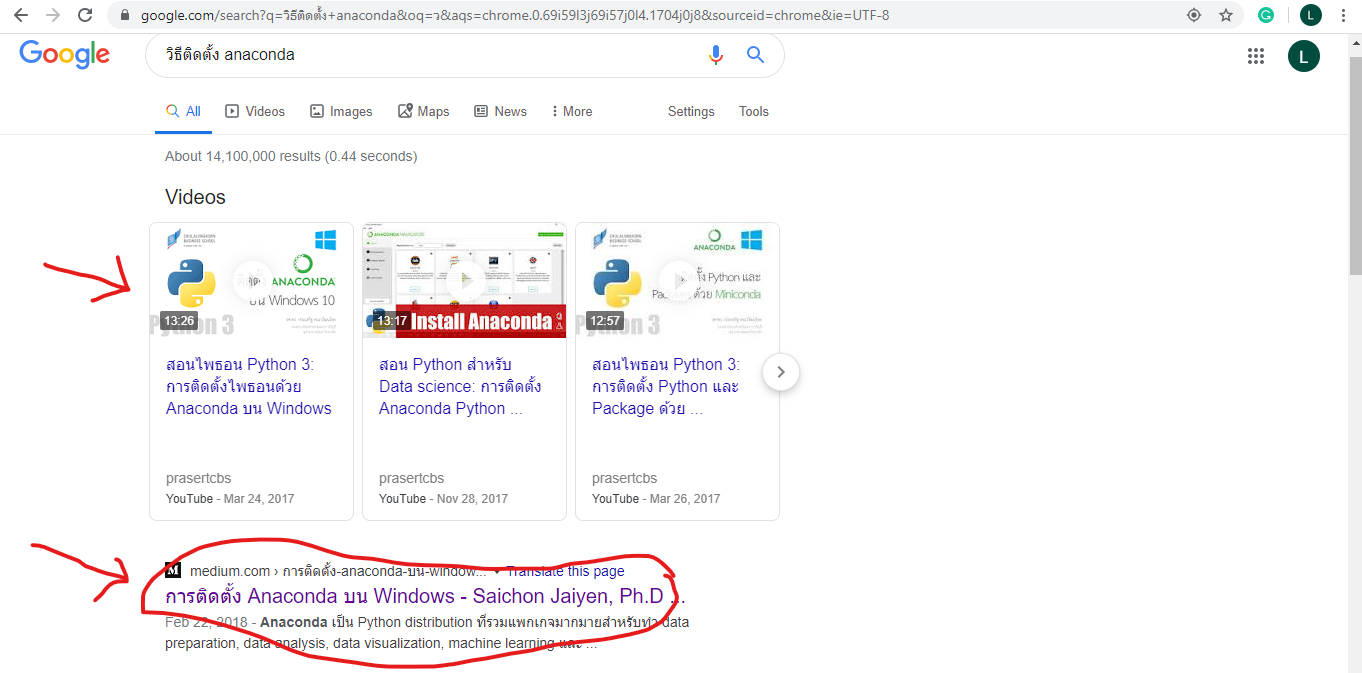 google.com/search?q=วิธีติดตั้ง+anaconda&oq=ว&aqs=chrome.0.69i59l3j69i57j0l4.1704j0j8&sourceid=chrome&ie=UTF-8
G
L
Google
วิธีติดตั้ง anaconda
L
All Videos Images Maps News More Settings Tools
About 14,100,000 results (0.44 seconds)
Videos
ANACONDA
บน Windows 10
Python 3
13:26
สอนไพธอน Python 3:
การติดตั้งไพธอนด้วย
Anaconda บน Windows
prasertcbs
YouTube - Mar 24, 2017
Install Anaconda
13:17
สอน Python สำหรับ
Data science: การติดตั้ง
Anaconda Python ...
prasertcbs
YouTube - Nov 28, 2017
ANACONDA
Python และ
ด้วย Miniconda
12:57
สอนไพธอน Python 3:
การติดตั้ง Python และ
Package ด้วย ...
prasertcbs
YouTube - Mar 26, 2017
M medium.com › การติดตั้ง-anaconda-บน-window... Translate this page
การติดตั้ง Anaconda บน Windows - Saichon Jaiyen, Ph.D ...
Feb 22, 2018 - Anaconda เป็น Python distribution ที่รวมแพกเกจมากมายสำหรับทำ data
preparation, data analysis, data visualization, machine learning และ ...